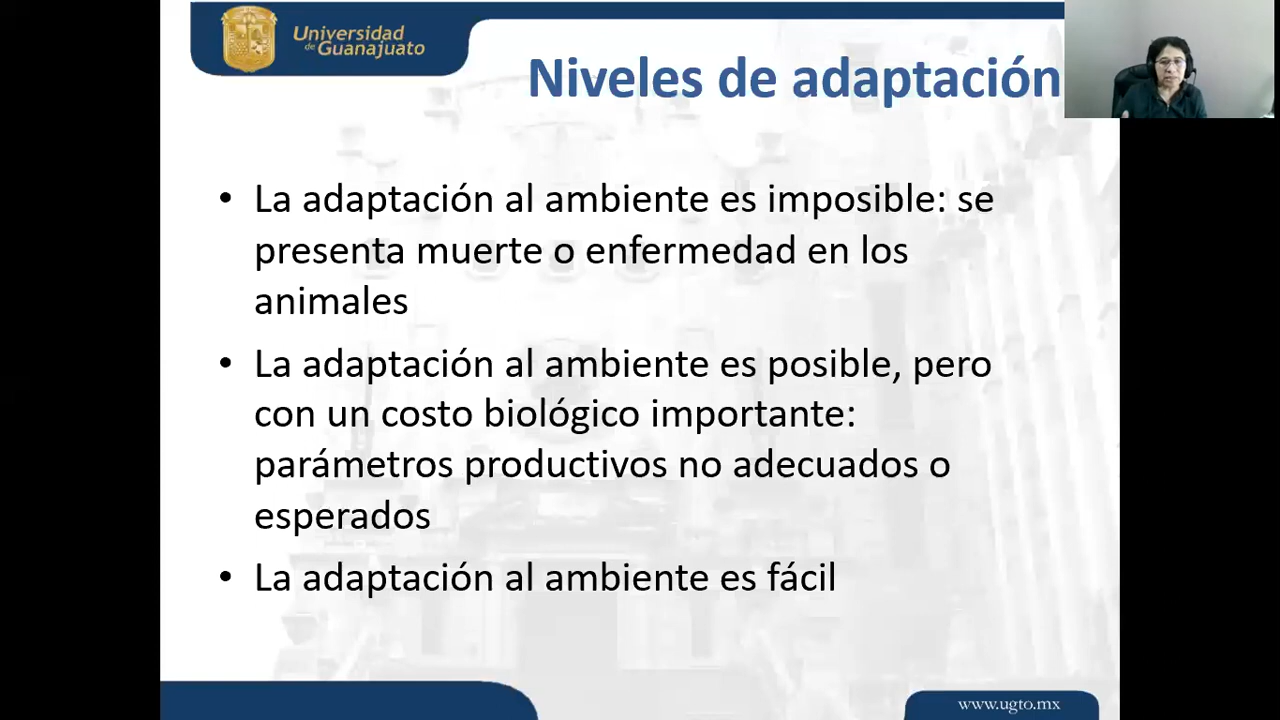 Universidad
de Guanajuato
Niveles de adaptación
• La adaptación al ambiente es imposible: se
presenta muerte o enfermedad en los
animales
• La adaptación al ambiente es posible, pero
con un costo biológico importante:
parámetros productivos no adecuados o
esperados
• La adaptación al ambiente es fácil
www.ugto.mx